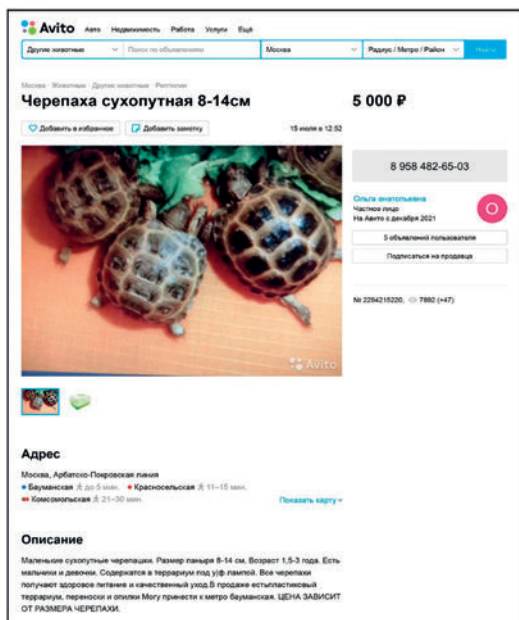 Avito Авто Недвижимость Работа Услуги Ещё
Другие животные Поиск по объявлениям Москва Радиус / Метро / Район Найти
Москва Животные Другие животные Рептилии
Черепаха сухопутная 8-14см 5 000 ₽
Добавить в избранное Добавить заметку 15 июля в 12:52
8 958 482-65-03
Ольга анатольевна
Частное лицо
На Авито с декабря 2021
О
5 объявлений пользователя
Подписаться на продавца
№ 2294215220, 7892 (+47)
Avito
Адрес
Москва, Арбатско-Покровская линия
Бауманская до 5 мин. Красносельская 11–15 мин.
Комсомольская 21–30 мин. Показать карту
Описание
Маленькие сухопутные черепашки. Размер панцыря 8-14 см. Возраст 1,5-3 года. Есть
мальчики и девочки. Содержатся в террариум под у/ф лампой. Все черепахи
получают здоровое питание и качественный уход.В продаже естьпластиковый
террариум, переноски и опилки Могу принести к метро бауманская. ЦЕНА ЗАВИСИТ
ОТ РАЗМЕРА ЧЕРЕПАХИ.